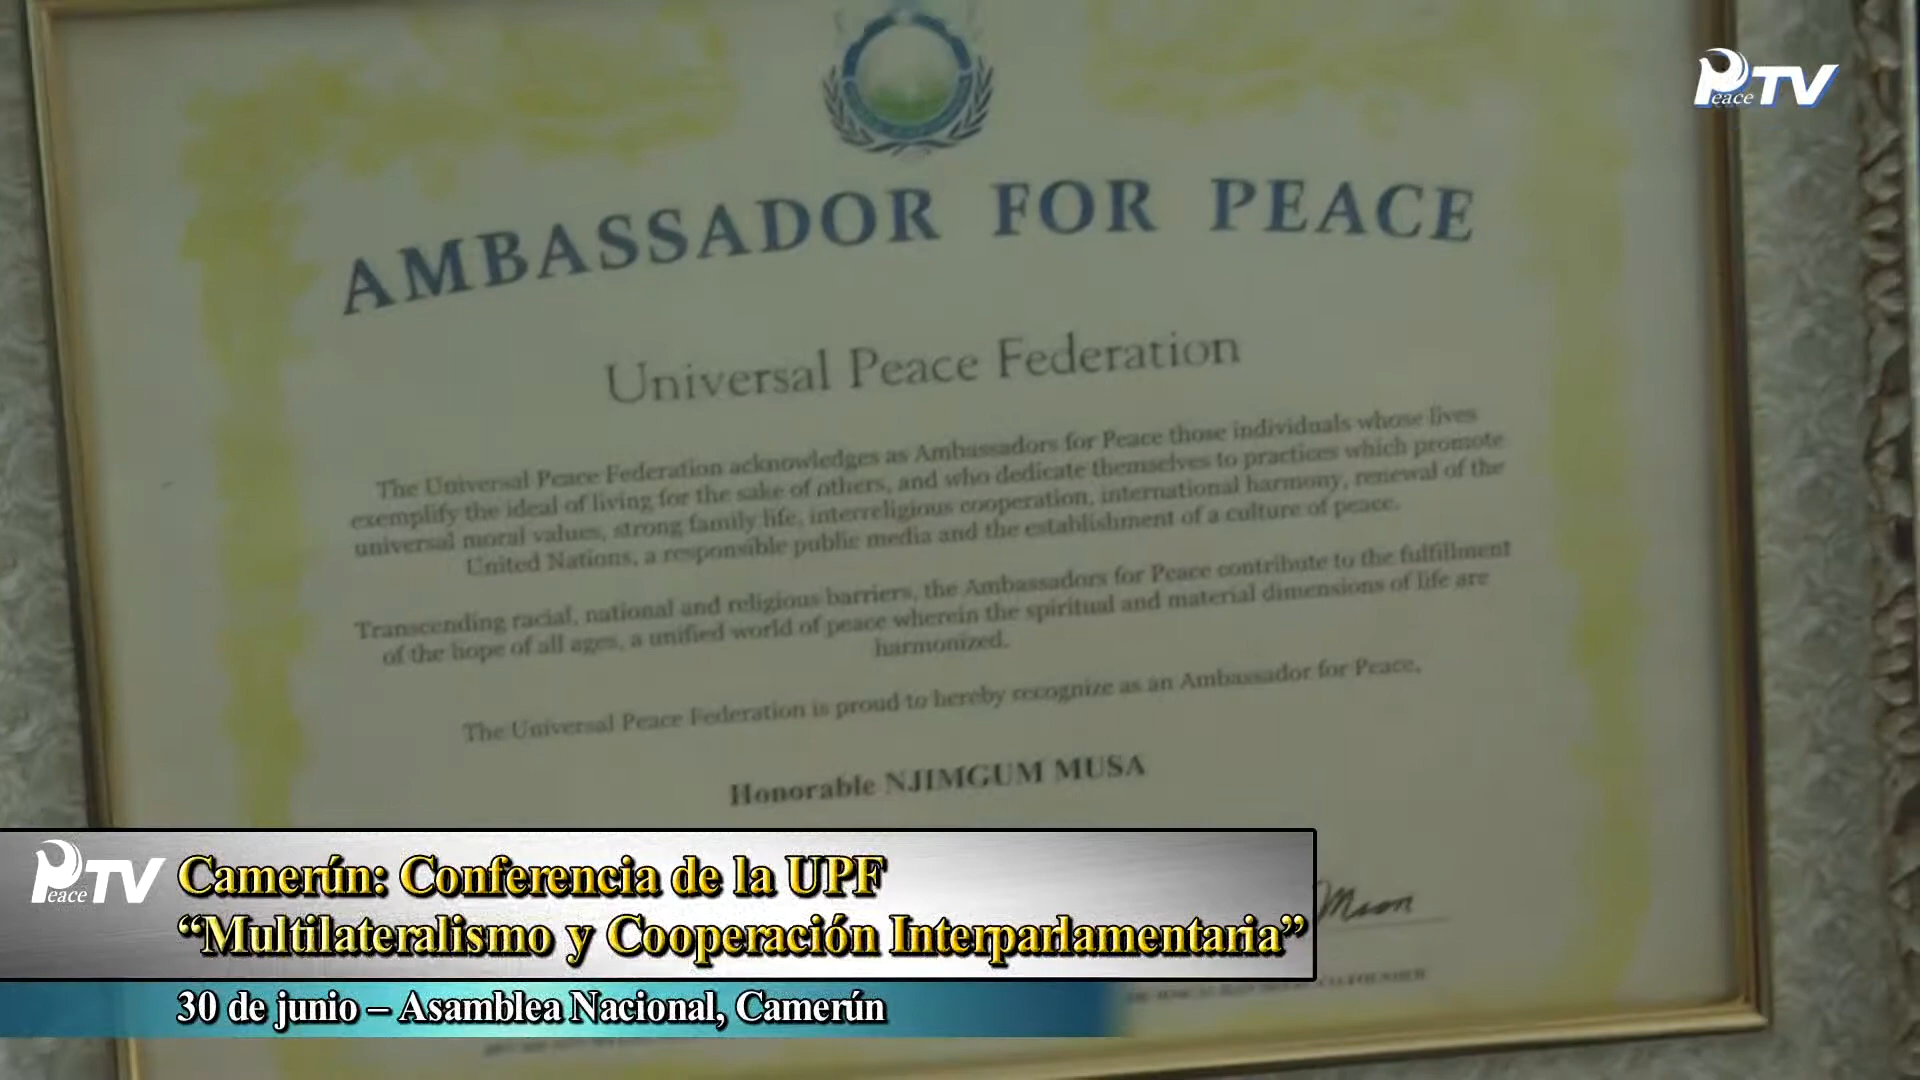 Peace TV
AMBASSADOR FOR PEACE
Universal Peace Federation
The Universal Peace Federation acknowledges as Ambassadors for Peace those individuals whose lives
exemplify the ideal of living for the sake of others, and who dedicate themselves to practices which promote
universal moral values, strong family life, interreligious cooperation, international harmony, renewal of the
United Nations, a responsible public media and the establishment of a culture of peace.
Transcending racial, national and religious barriers, the Ambassadors for Peace contribute to the fulfillment
of the hope of all ages, a unified world of peace wherein the spiritual and material dimensions of life are
harmonized.
The Universal Peace Federation is proud to hereby recognize as an Ambassador for Peace,
Honorable NJIMGUM MUSA
Peace TV
Camerún: Conferencia de la UPF
“Multilateralismo y Cooperación Interparlamentaria”
30 de junio – Asamblea Nacional, Camerún